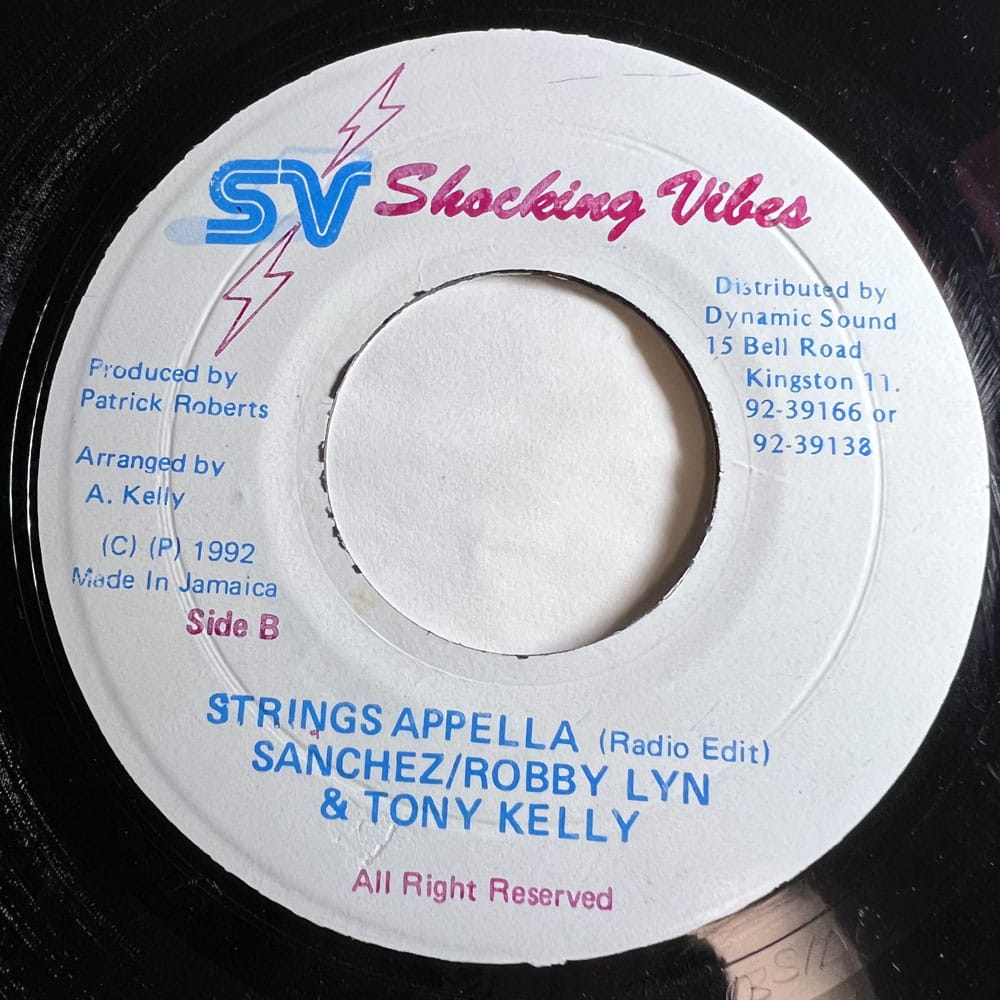 SV Shocking Vibes
Distributed by
Dynamic Sound
15 Bell Road
Kingston 11.
92-39166 or
92-39138
Produced by
Patrick Roberts
Arranged by
A. Kelly
(C) (P) 1992
Made In Jamaica
Side B
STRINGS APPELLA (Radio Edit)
SANCHEZ/ROBBY LYN
& TONY KELLY
All Right Reserved